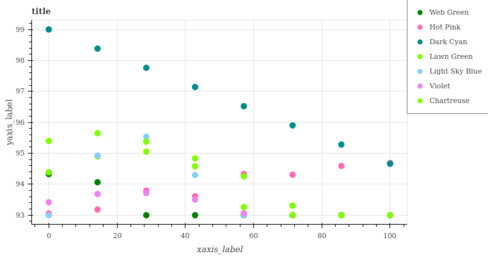 title
Web Green
Hot Pink
Dark Cyan
Lawn Green
Light Sky Blue
Violet
Chartreuse
yaxis_label
99
98
97
96
95
94
93
0
20
40
60
80
100
xaxis_label